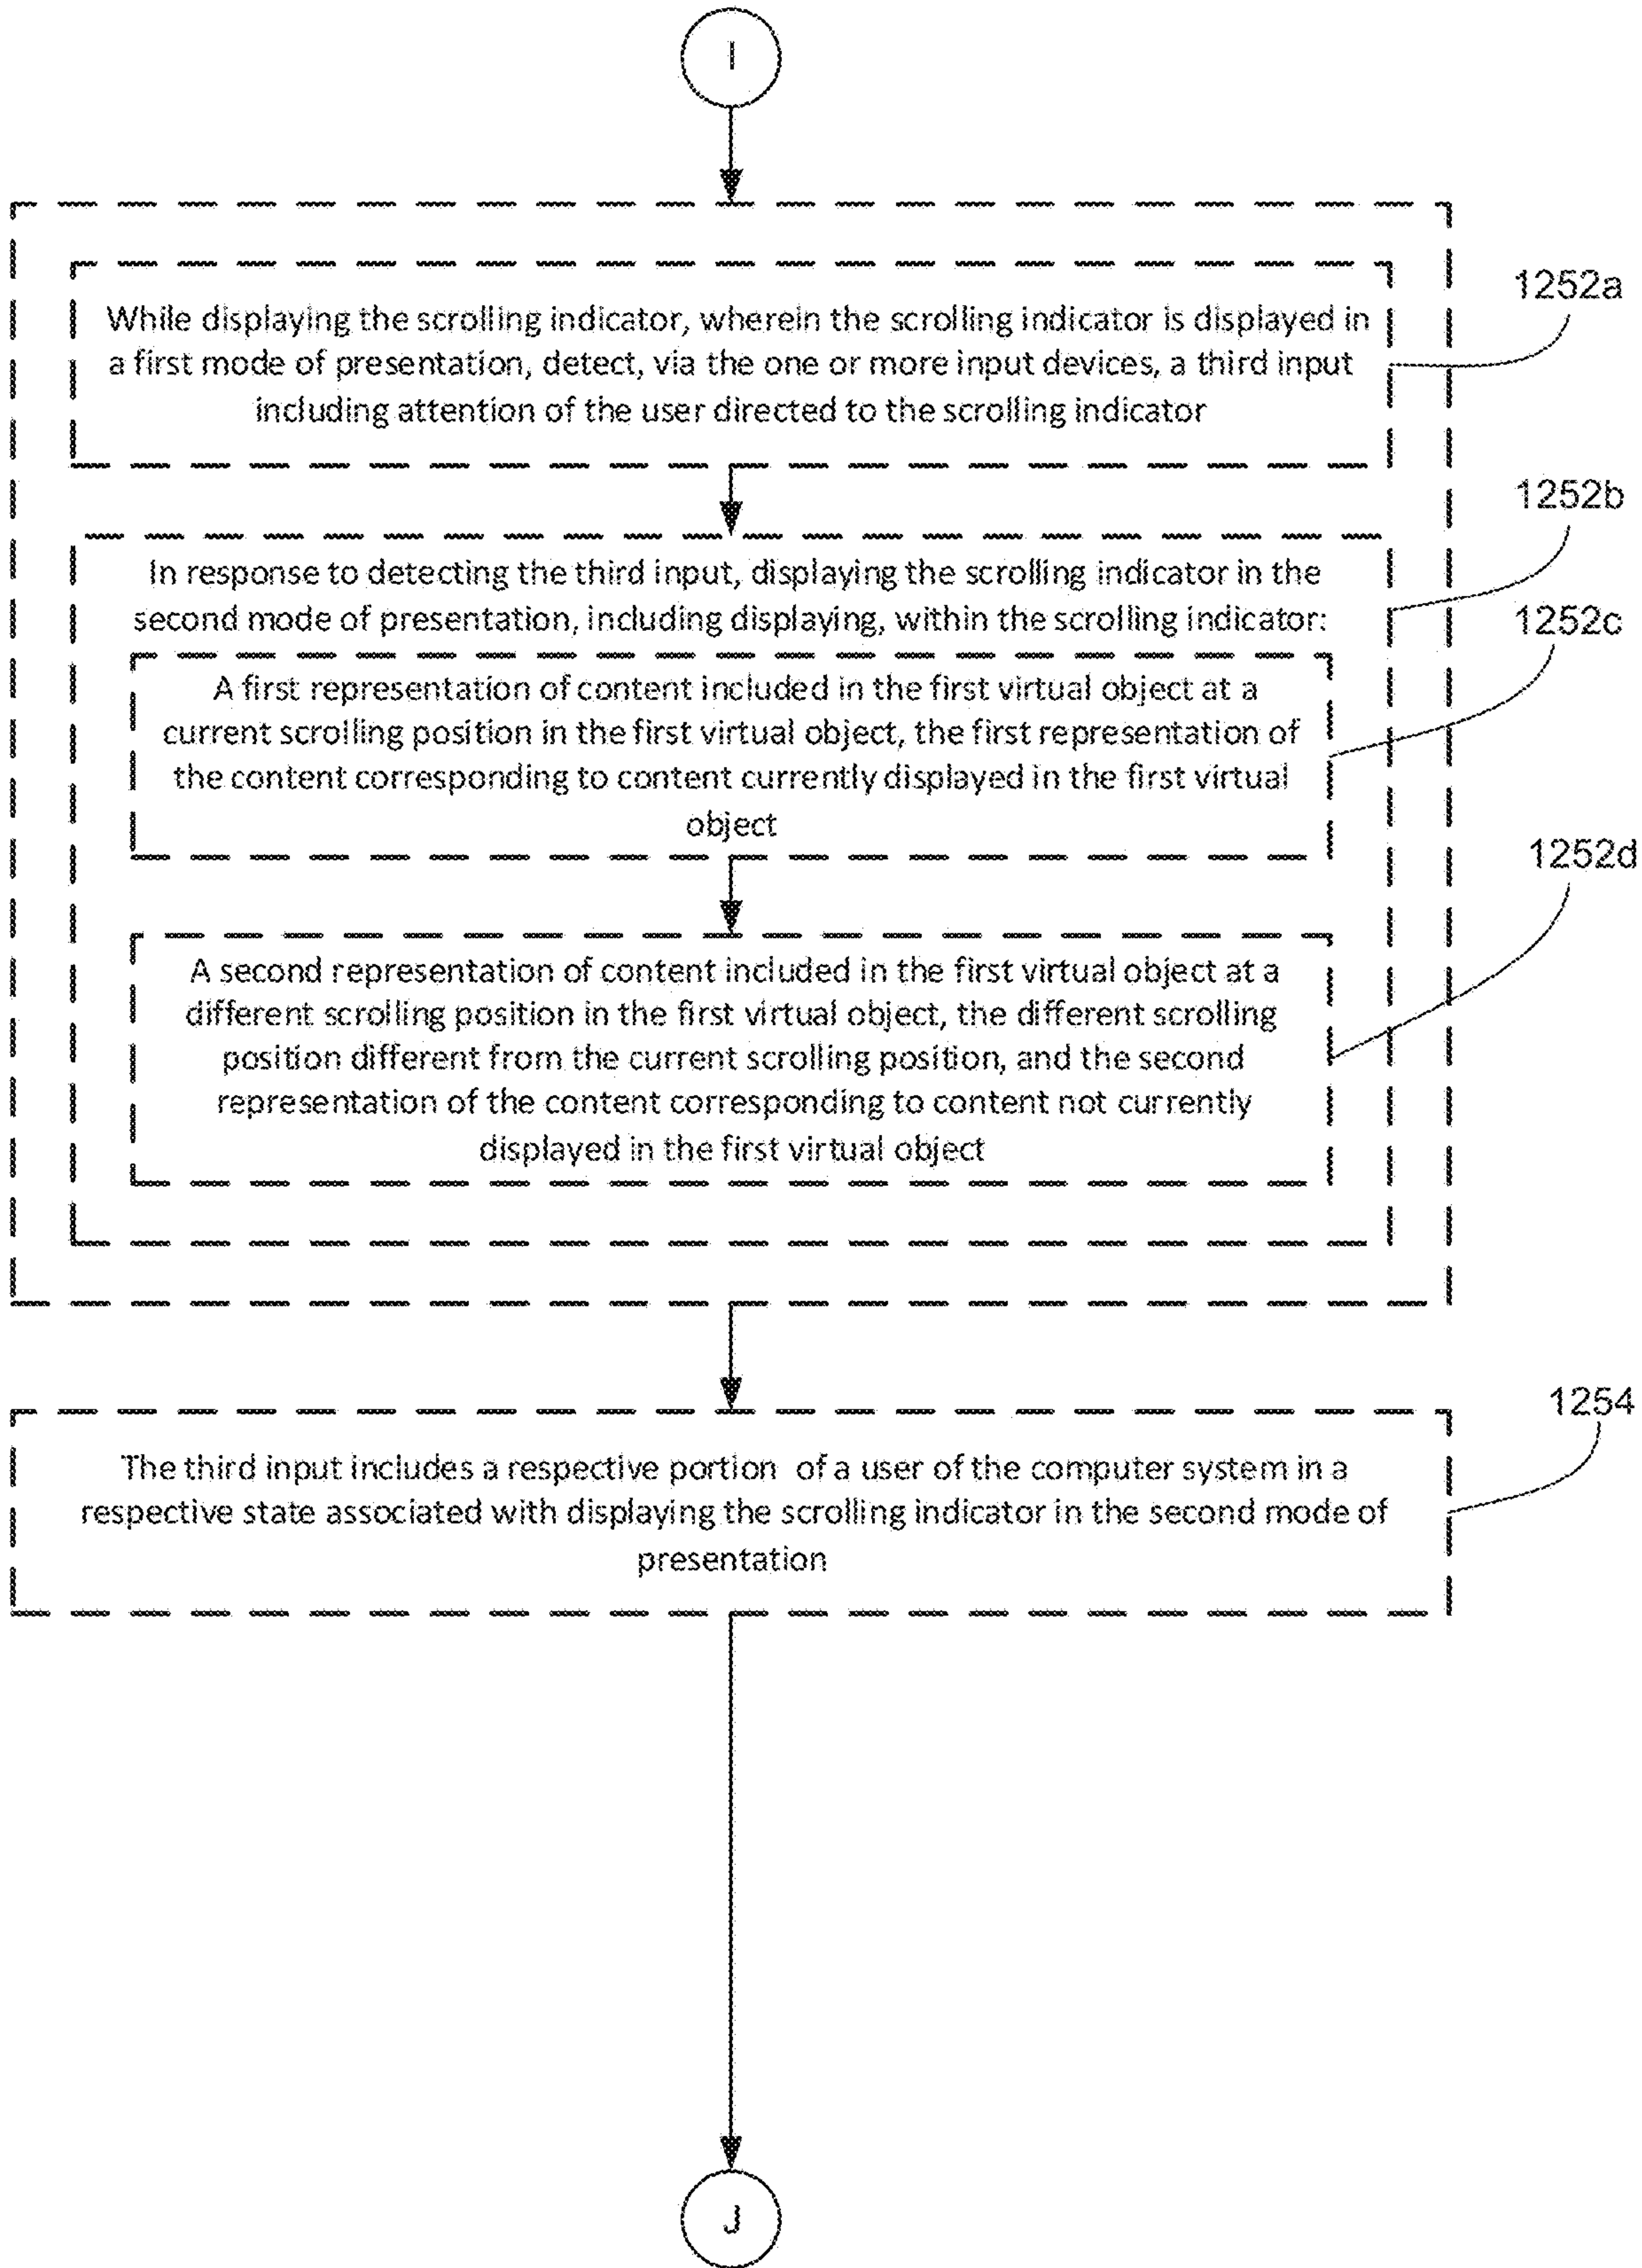 I
While displaying the scrolling indicator, wherein the scrolling indicator is displayed in
a first mode of presentation, detect, via the one or more input devices, a third input
including attention of the user directed to the scrolling indicator
1252a
In response to detecting the third input, displaying the scrolling indicator in the
second mode of presentation, including displaying, within the scrolling indicator:
1252b
A first representation of content included in the first virtual object at a
current scrolling position in the first virtual object, the first representation of
the content corresponding to content currently displayed in the first virtual
object
1252c
A second representation of content included in the first virtual object at a
different scrolling position in the first virtual object, the different scrolling
position different from the current scrolling position, and the second
representation of the content corresponding to content not currently
displayed in the first virtual object
1252d
The third input includes a respective portion of a user of the computer system in a
respective state associated with displaying the scrolling indicator in the second mode of
presentation
1254
J